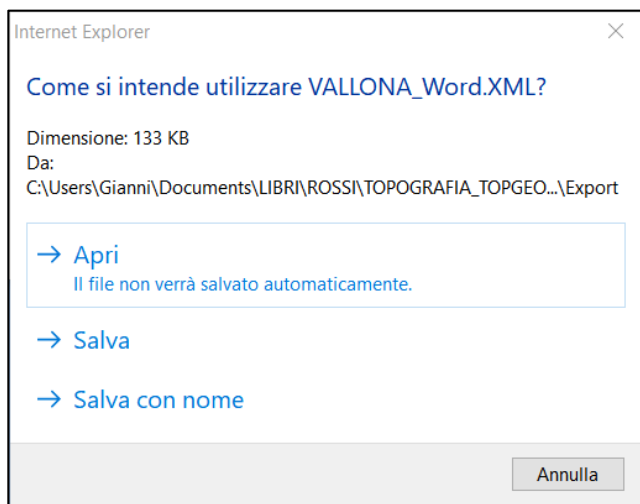 Internet Explorer
Come si intende utilizzare VALLONA_Word.XML?
Dimensione: 133 KB
Da:
C:\Users\Gianni\Documents\LIBRI\ROSSI\TOPOGRAFIA_TOPGEO...\Export
Apri
Il file non verrà salvato automaticamente.
Salva
Salva con nome
Annulla